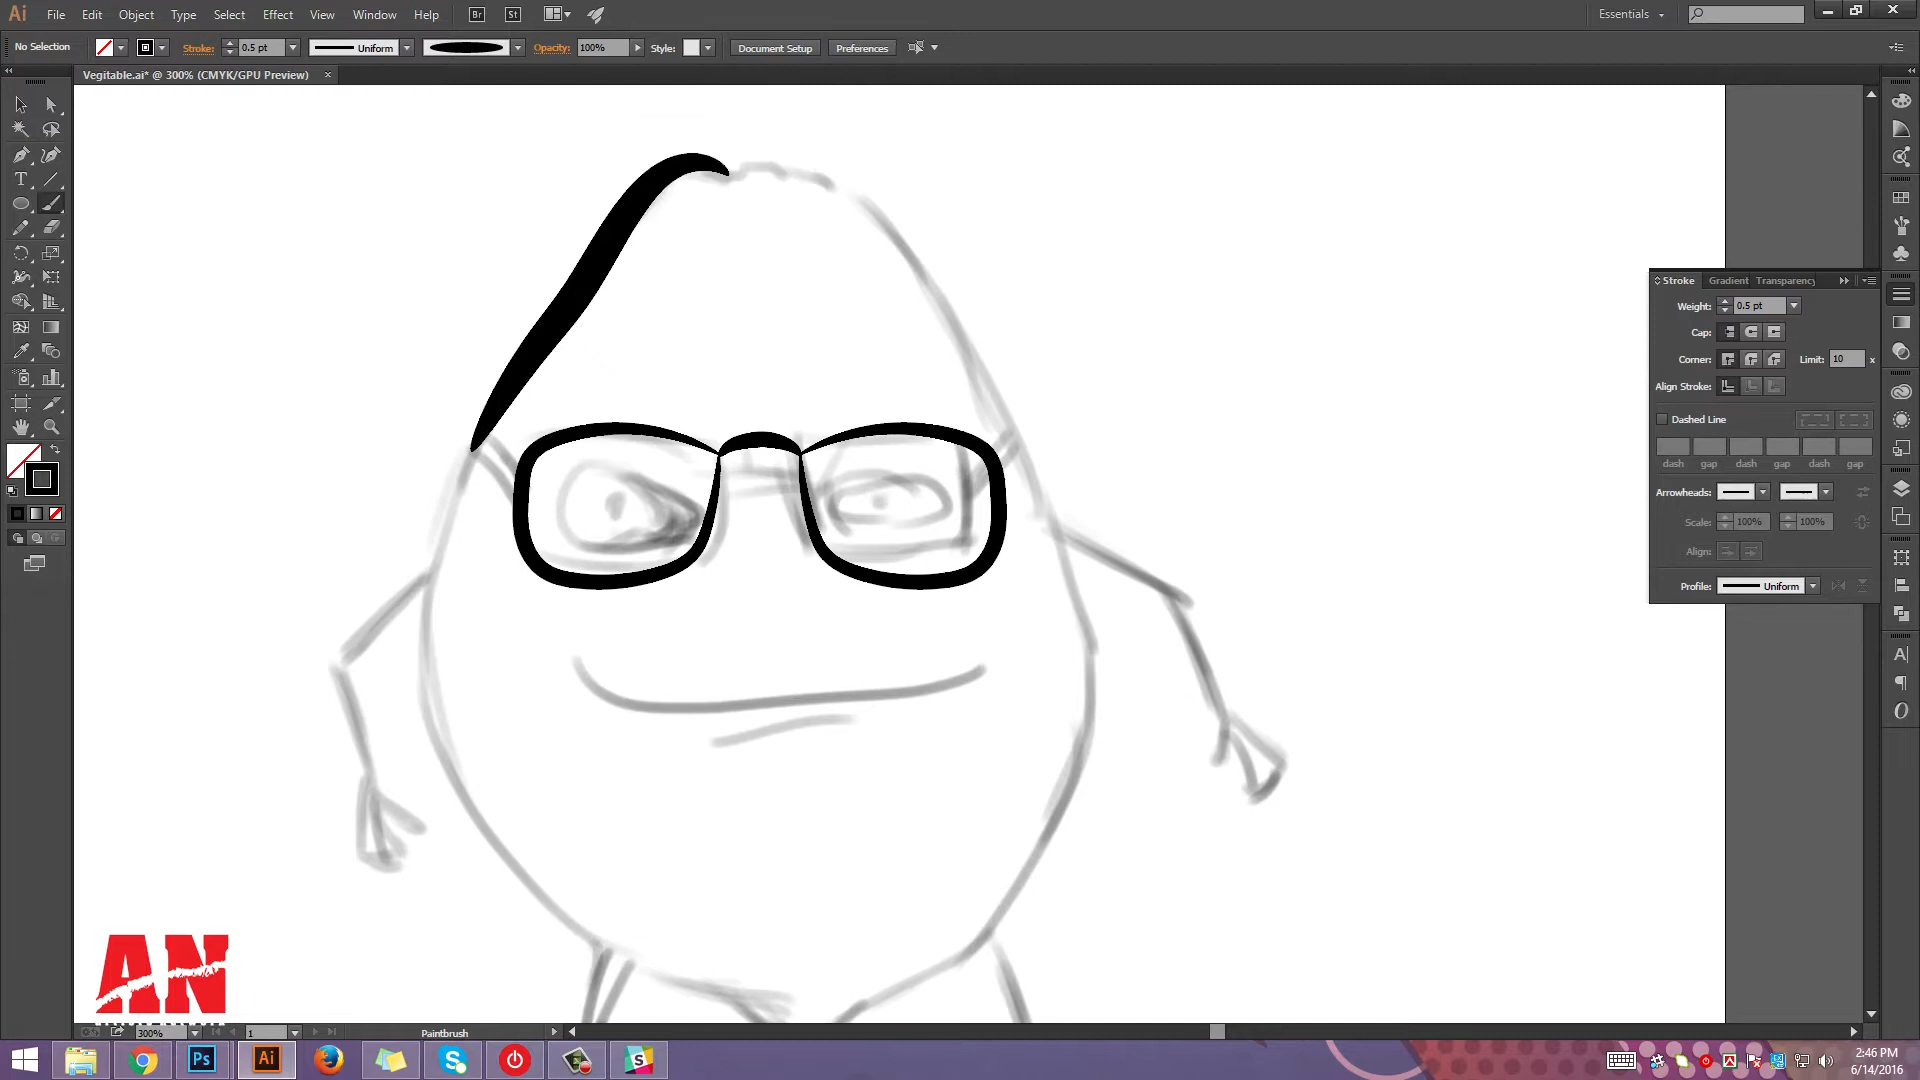 Ai File Edit Object Type Select Effect View Window Help Br St Essentials
No Selection Stroke: 0.5 pt Uniform Opacity: 100% Style: Document Setup Preferences
Vegitable.ai* @ 300% (CMYK/GPU Preview) ×
Stroke Gradient Transparency
Weight: 0.5 pt
Cap:
Corner: Limit: 10 x
Align Stroke:
Dashed Line
dash gap dash gap dash gap
Arrowheads:
Scale: 100% 100%
Align:
Profile: Uniform
AN
300% 1 Paintbrush
Ps Ai
2:46 PM
6/14/2016